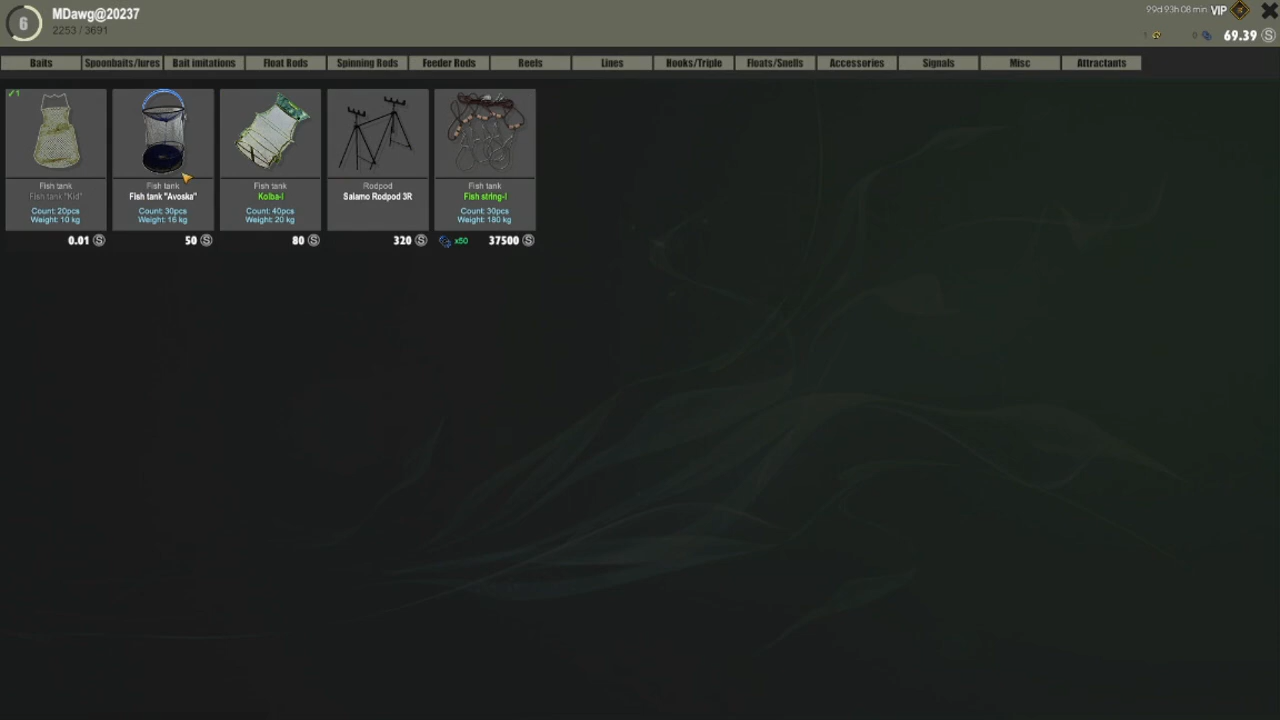 6
MDawg@20237
2253 / 3691
99d 93h 08 min VIP
1
0
69.39 S
Baits Spoonbaits/lures Bait imitations Float Rods Spinning Rods Feeder Rods Reels Lines Hooks/Triple Floats/Snells Accessories Signals Misc Attractants
✓1
Fish tank
Fish tank "Kid"
Count: 20pcs
Weight: 10 kg
0.01 S
Fish tank
Fish tank "Avoska"
Count: 30pcs
Weight: 16 kg
50 S
Fish tank
Kolba-I
Count: 40pcs
Weight: 20 kg
80 S
Rodpod
Salamo Rodpod 3R
320 S
Fish tank
Fish string-I
Count: 30pcs
Weight: 180 kg
x50 37500 S